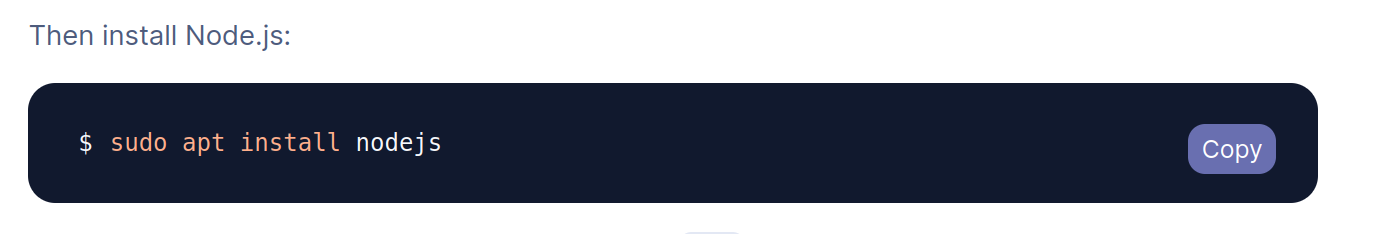 Then install Node.js:
$ sudo apt install nodejs
Copy